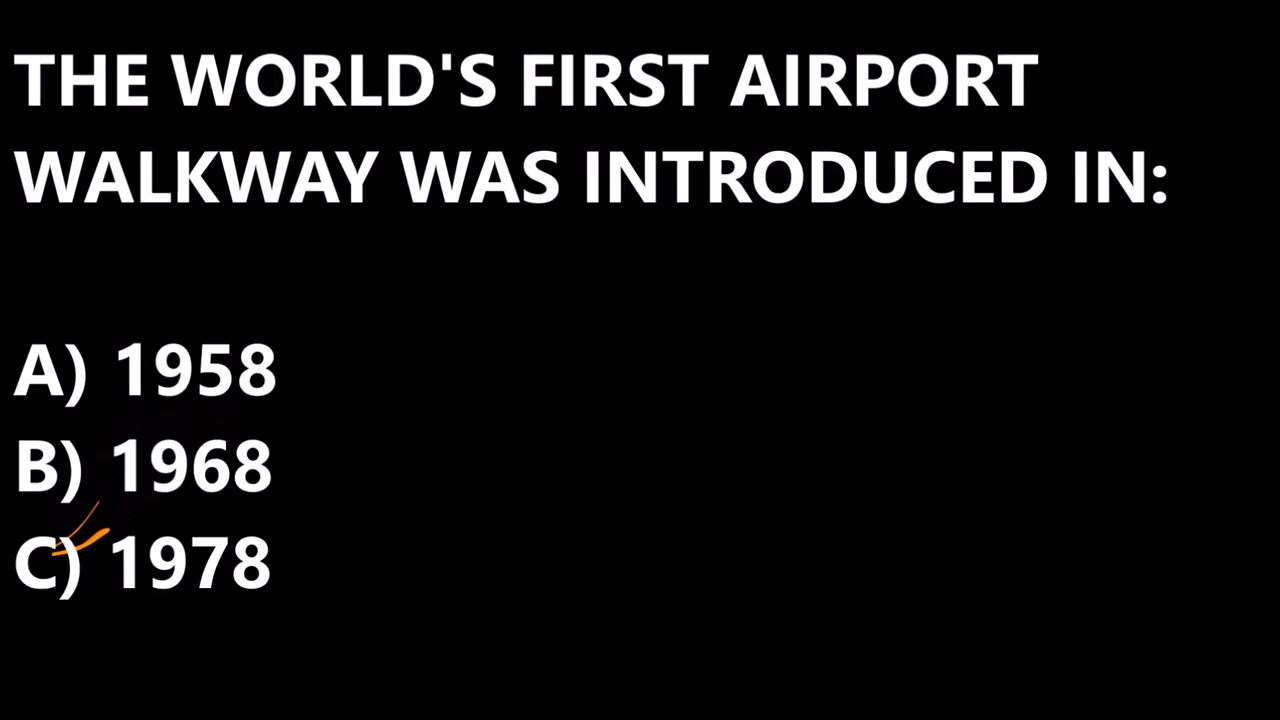 THE WORLD'S FIRST AIRPORT
WALKWAY WAS INTRODUCED IN:
A) 1958
B) 1968
C) 1978